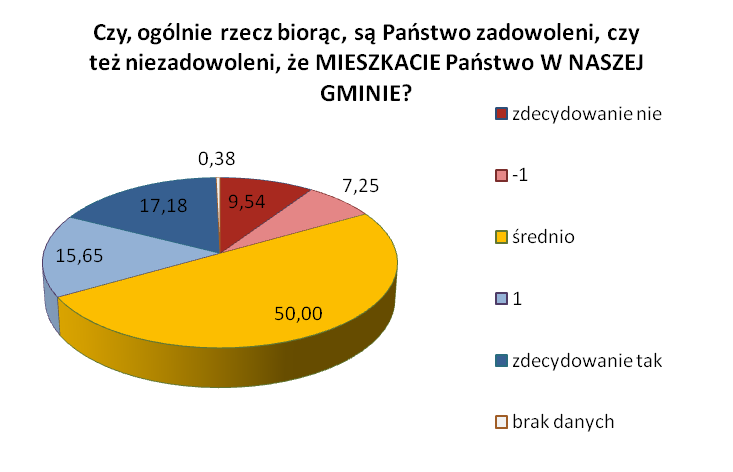 Czy, ogólnie rzecz biorąc, są Państwo zadowoleni, czy
też niezadowoleni, że MIESZKACIE Państwo W NASZEJ
GMINIE?
0,38
9,54
7,25
17,18
15,65
50,00
zdecydowanie nie
-1
średnio
1
zdecydowanie tak
brak danych